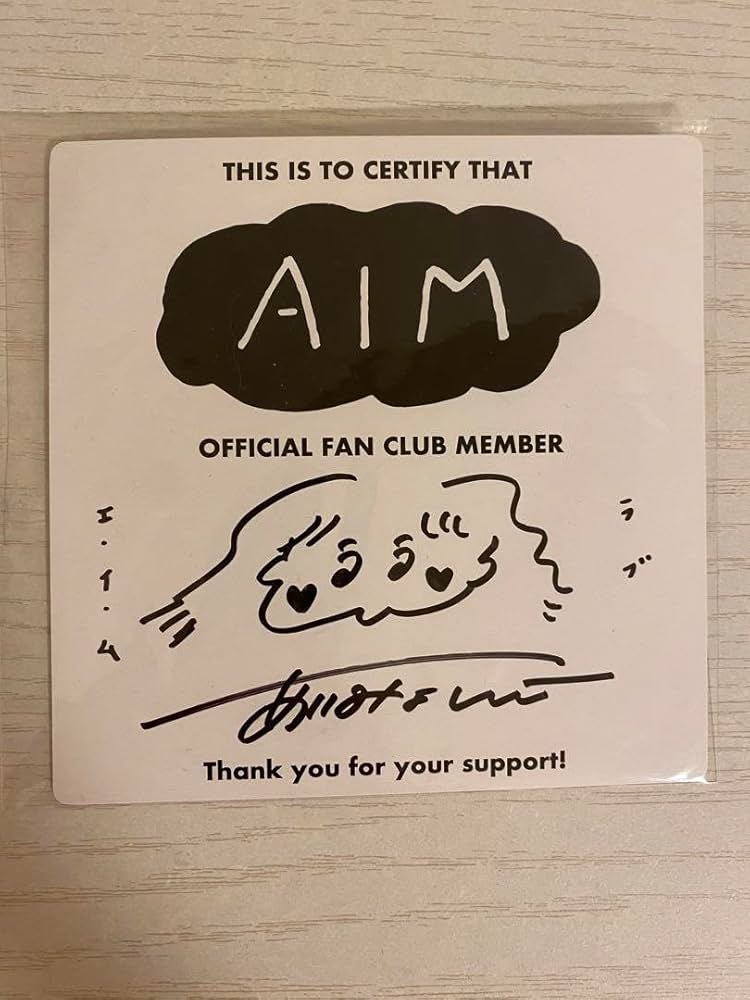 THIS IS TO CERTIFY THAT
AIM
OFFICIAL FAN CLUB MEMBER
エ・イ・ム
ラブ
Thank you for your support!